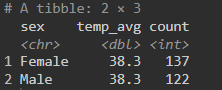 # A tibble: 2 × 3
sex temp_avg count
<chr> <dbl> <int>
1 Female 38.3 137
2 Male 38.3 122